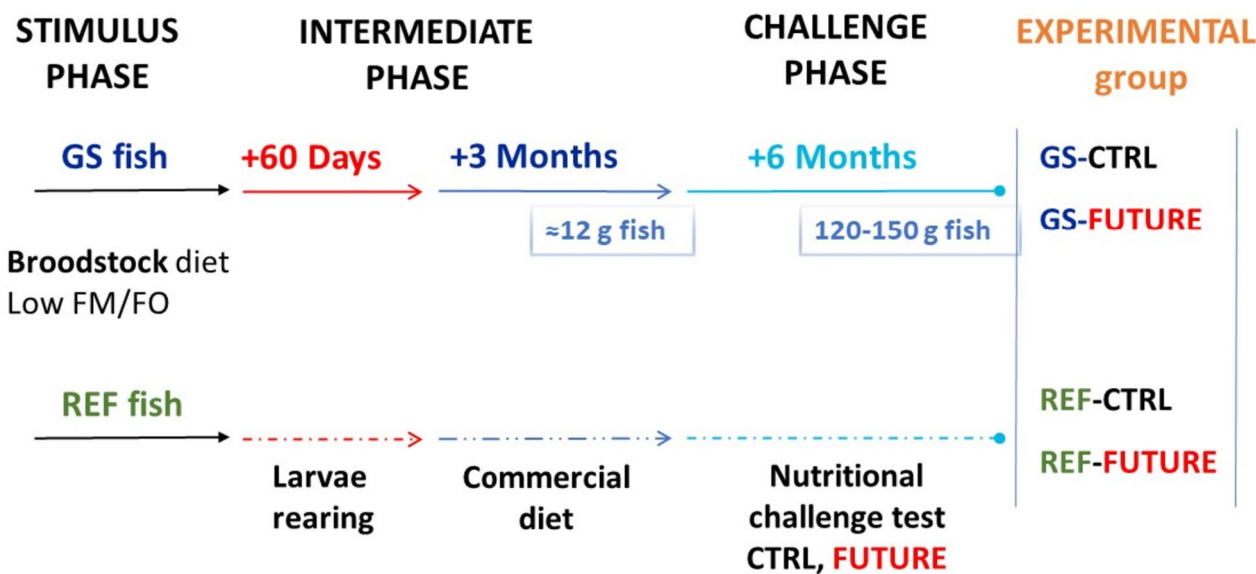 STIMULUS
PHASE
INTERMEDIATE
PHASE
CHALLENGE
PHASE
EXPERIMENTAL
group
GS fish
+60 Days
+3 Months
+6 Months
GS-CTRL
≈12 g fish
120-150 g fish
GS-FUTURE
Broodstock diet
Low FM/FO
REF fish
REF-CTRL
REF-FUTURE
Larvae
rearing
Commercial
diet
Nutritional
challenge test
CTRL, FUTURE